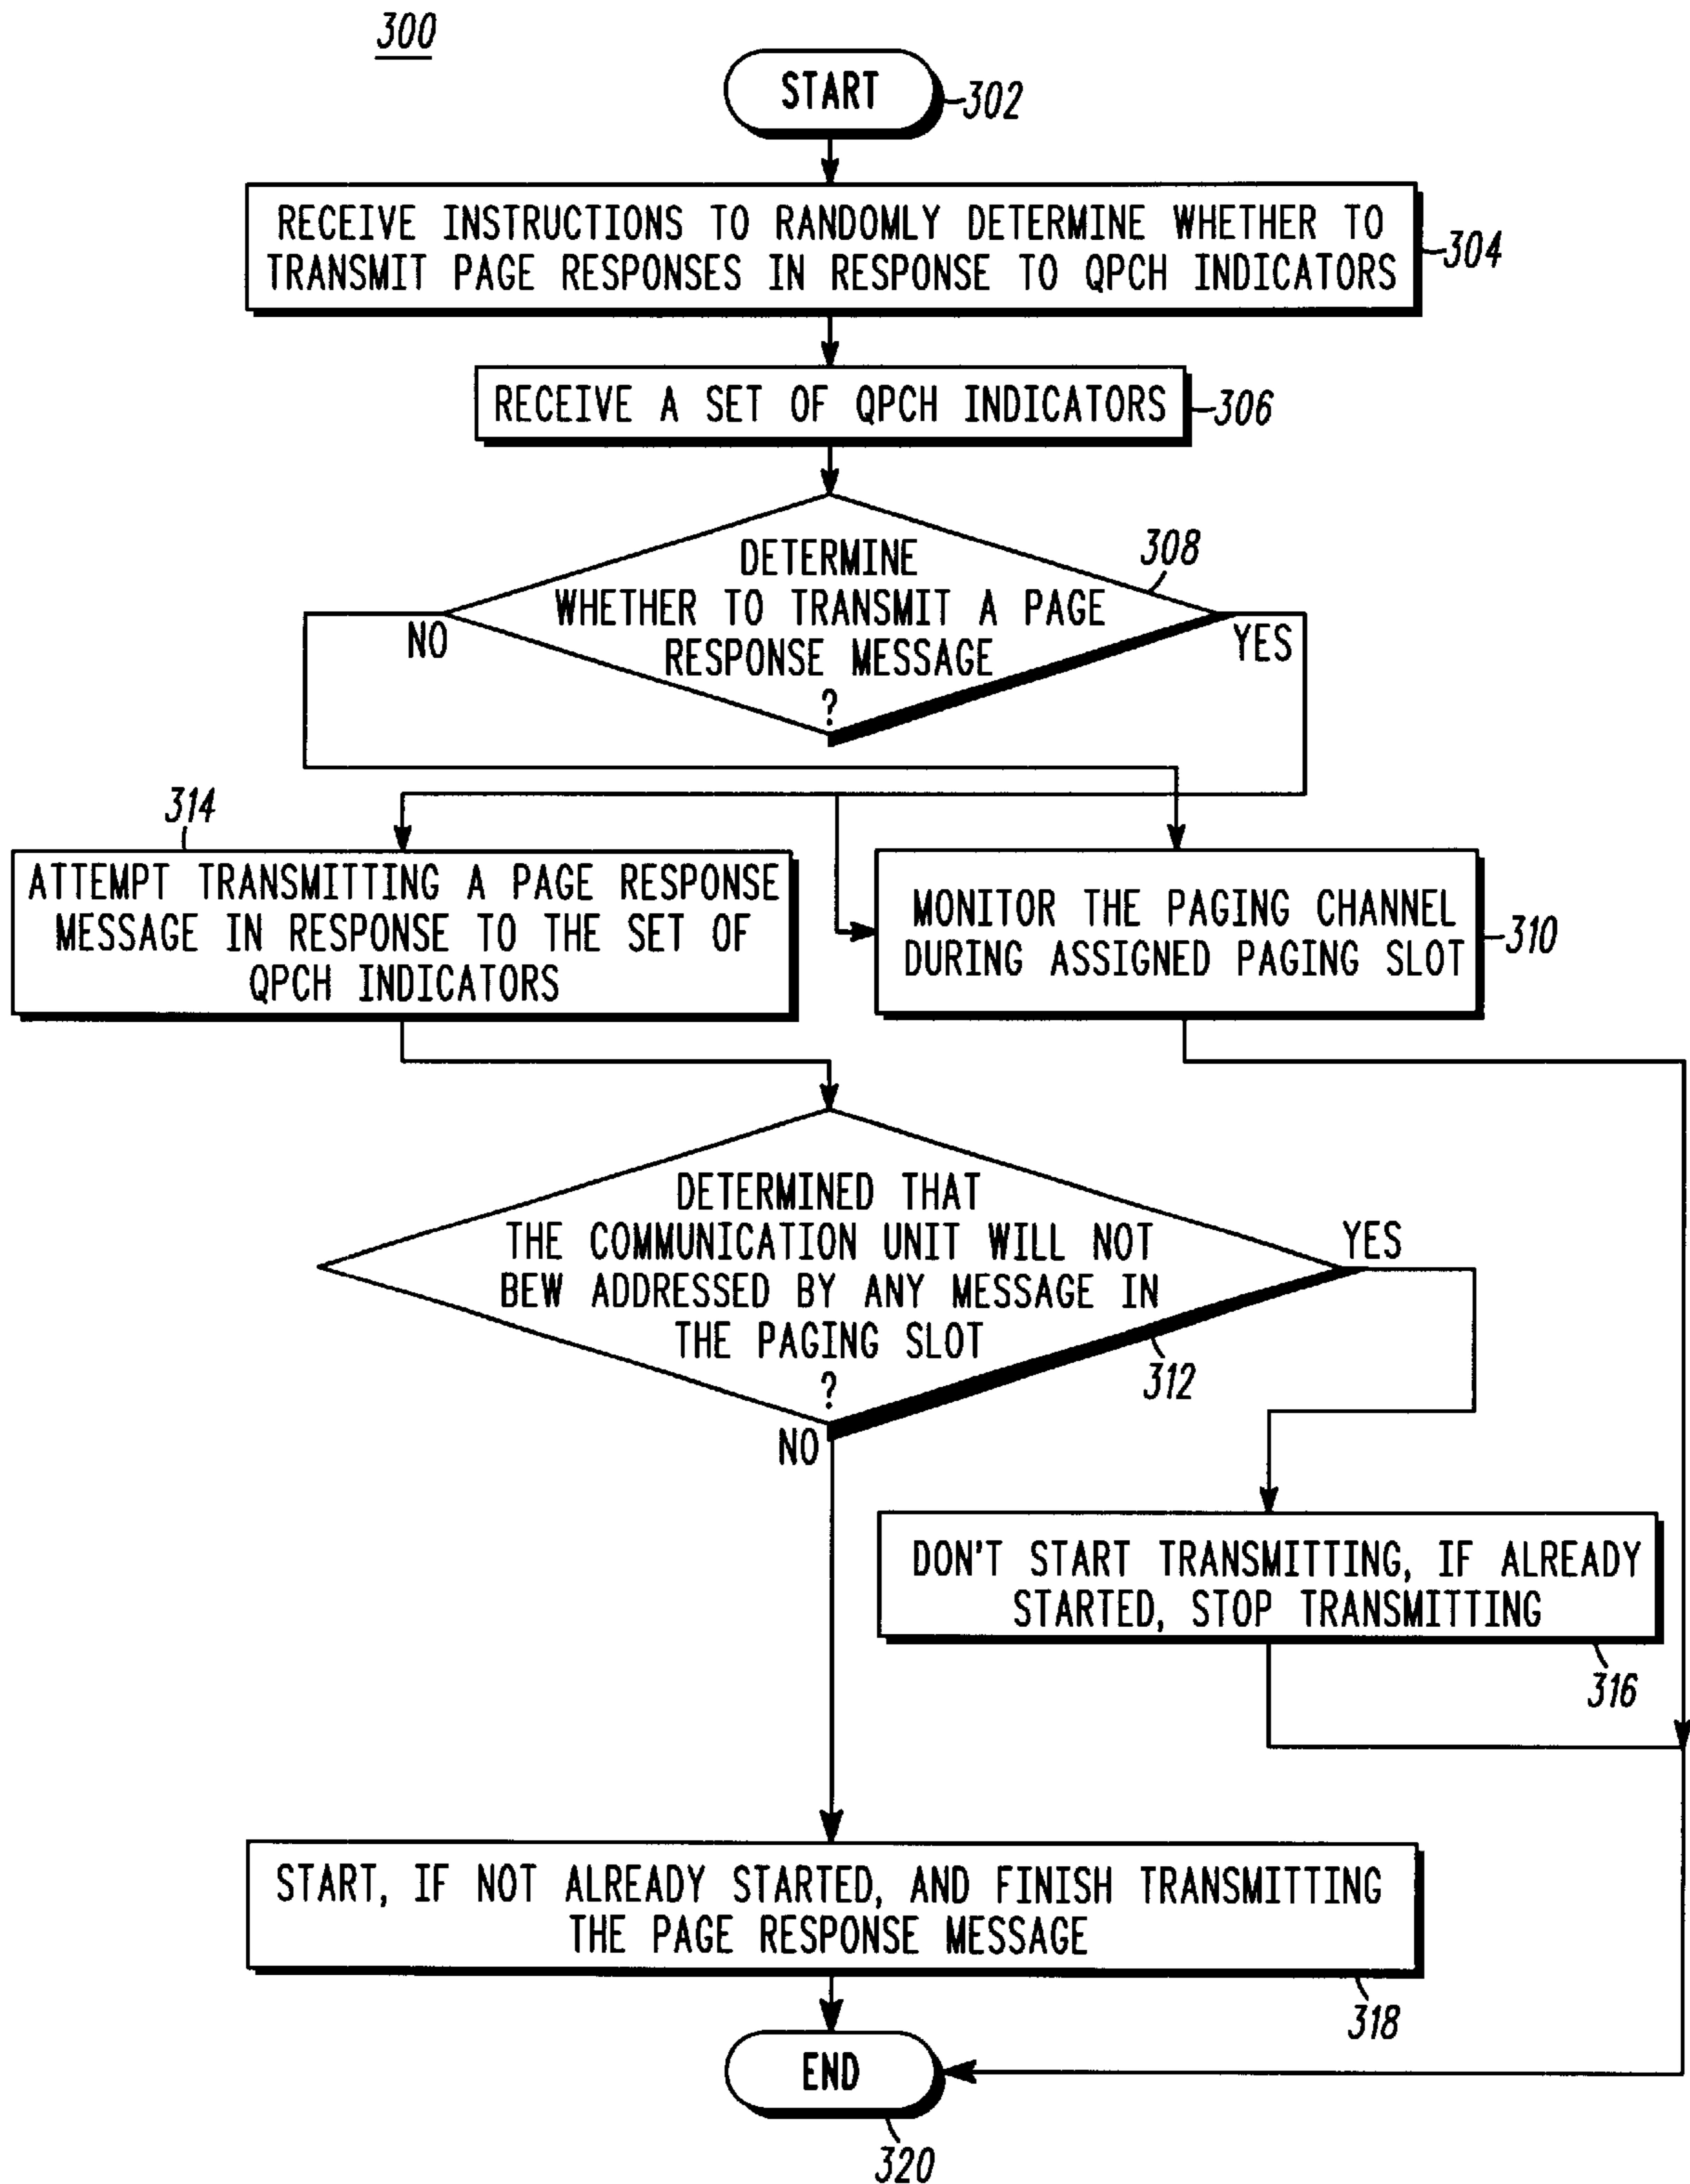 300
START
302
RECEIVE INSTRUCTIONS TO RANDOMLY DETERMINE WHETHER TO
TRANSMIT PAGE RESPONSES IN RESPONSE TO QPCH INDICATORS
304
RECEIVE A SET OF QPCH INDICATORS
306
DETERMINE
WHETHER TO TRANSMIT A PAGE
RESPONSE MESSAGE
?
308
NO
YES
314
ATTEMPT TRANSMITTING A PAGE RESPONSE
MESSAGE IN RESPONSE TO THE SET OF
QPCH INDICATORS
MONITOR THE PAGING CHANNEL
DURING ASSIGNED PAGING SLOT
310
DETERMINED THAT
THE COMMUNICATION UNIT WILL NOT
BEW ADDRESSED BY ANY MESSAGE IN
THE PAGING SLOT
?
YES
312
NO
DON'T START TRANSMITTING, IF ALREADY
STARTED, STOP TRANSMITTING
316
START, IF NOT ALREADY STARTED, AND FINISH TRANSMITTING
THE PAGE RESPONSE MESSAGE
318
END
320